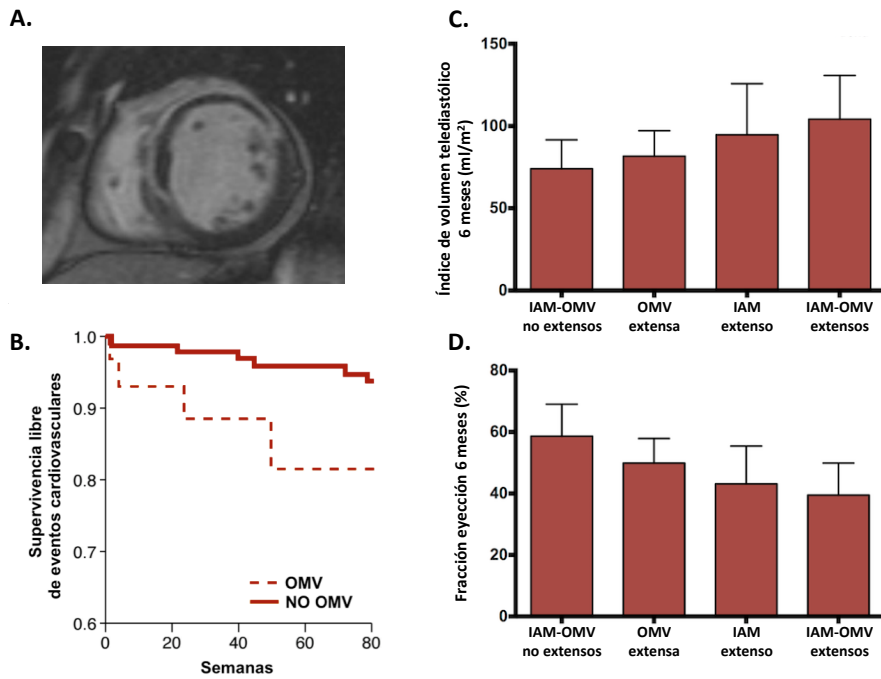 A.
B.
1.0
0.9
0.8
0.7
0.6
0
20
40
60
80
Supervivencia libre
de eventos cardiovasculares
Semanas
OMV
NO OMV
C.
150
100
50
0
Índice de volumen telediastólico
6 meses (ml/m²)
IAM-OMV
no extensos
OMV
extensa
IAM
extenso
IAM-OMV
extensos
D.
80
60
40
20
0
Fracción eyección 6 meses (%)
IAM-OMV
no extensos
OMV
extensa
IAM
extenso
IAM-OMV
extensos